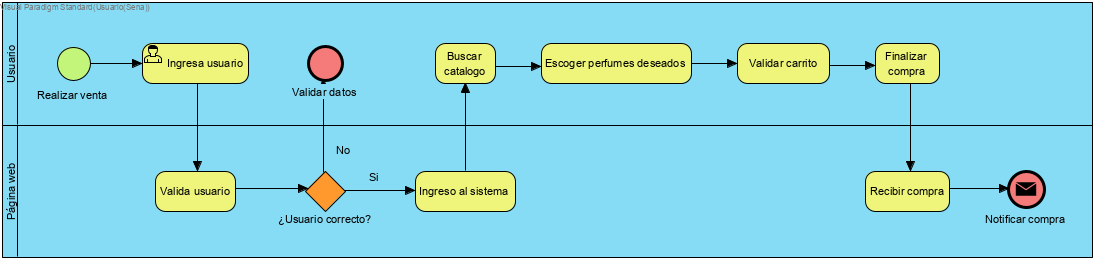 Visual Paradigm Standard(Usuario(Sena))
Usuario
Realizar venta
Ingresa usuario
Validar datos
Buscar
catalogo
Escoger perfumes deseados
Validar carrito
Finalizar
compra
Página web
Valida usuario
¿Usuario correcto?
No
Si
Ingreso al sistema
Recibir compra
Notificar compra